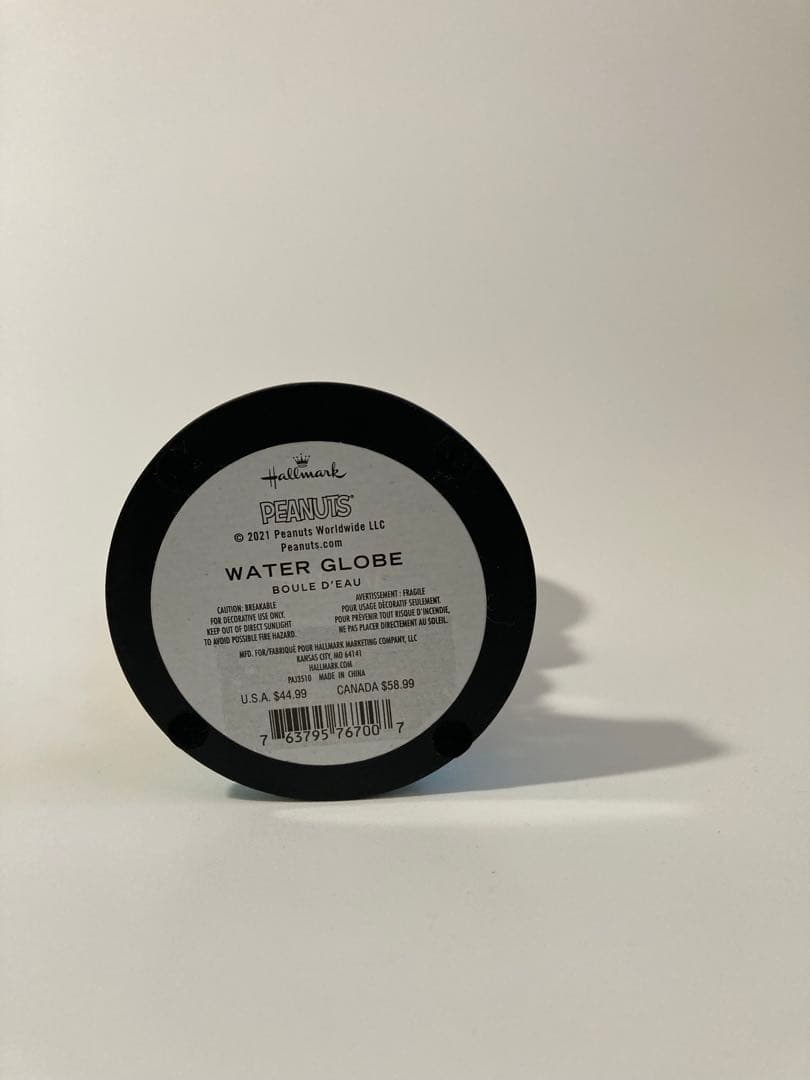 Hallmark
PEANUTS®
© 2021 Peanuts Worldwide LLC
Peanuts.com
WATER GLOBE
BOULE D'EAU
CAUTION: BREAKABLE
FOR DECORATIVE USE ONLY.
KEEP OUT OF DIRECT SUNLIGHT
TO AVOID POSSIBLE FIRE HAZARD.
AVERTISSEMENT : FRAGILE
POUR USAGE DÉCORATIF SEULEMENT.
POUR PRÉVENIR TOUT RISQUE D'INCENDIE,
NE PAS PLACER DIRECTEMENT AU SOLEIL.
MFD. FOR/FABRIQUÉ POUR HALLMARK MARKETING COMPANY, LLC
KANSAS CITY, MO 64141
HALLMARK.COM
PAJ3510 MADE IN CHINA
U.S.A. $44.99 CANADA $58.99
7 63795 76700 7